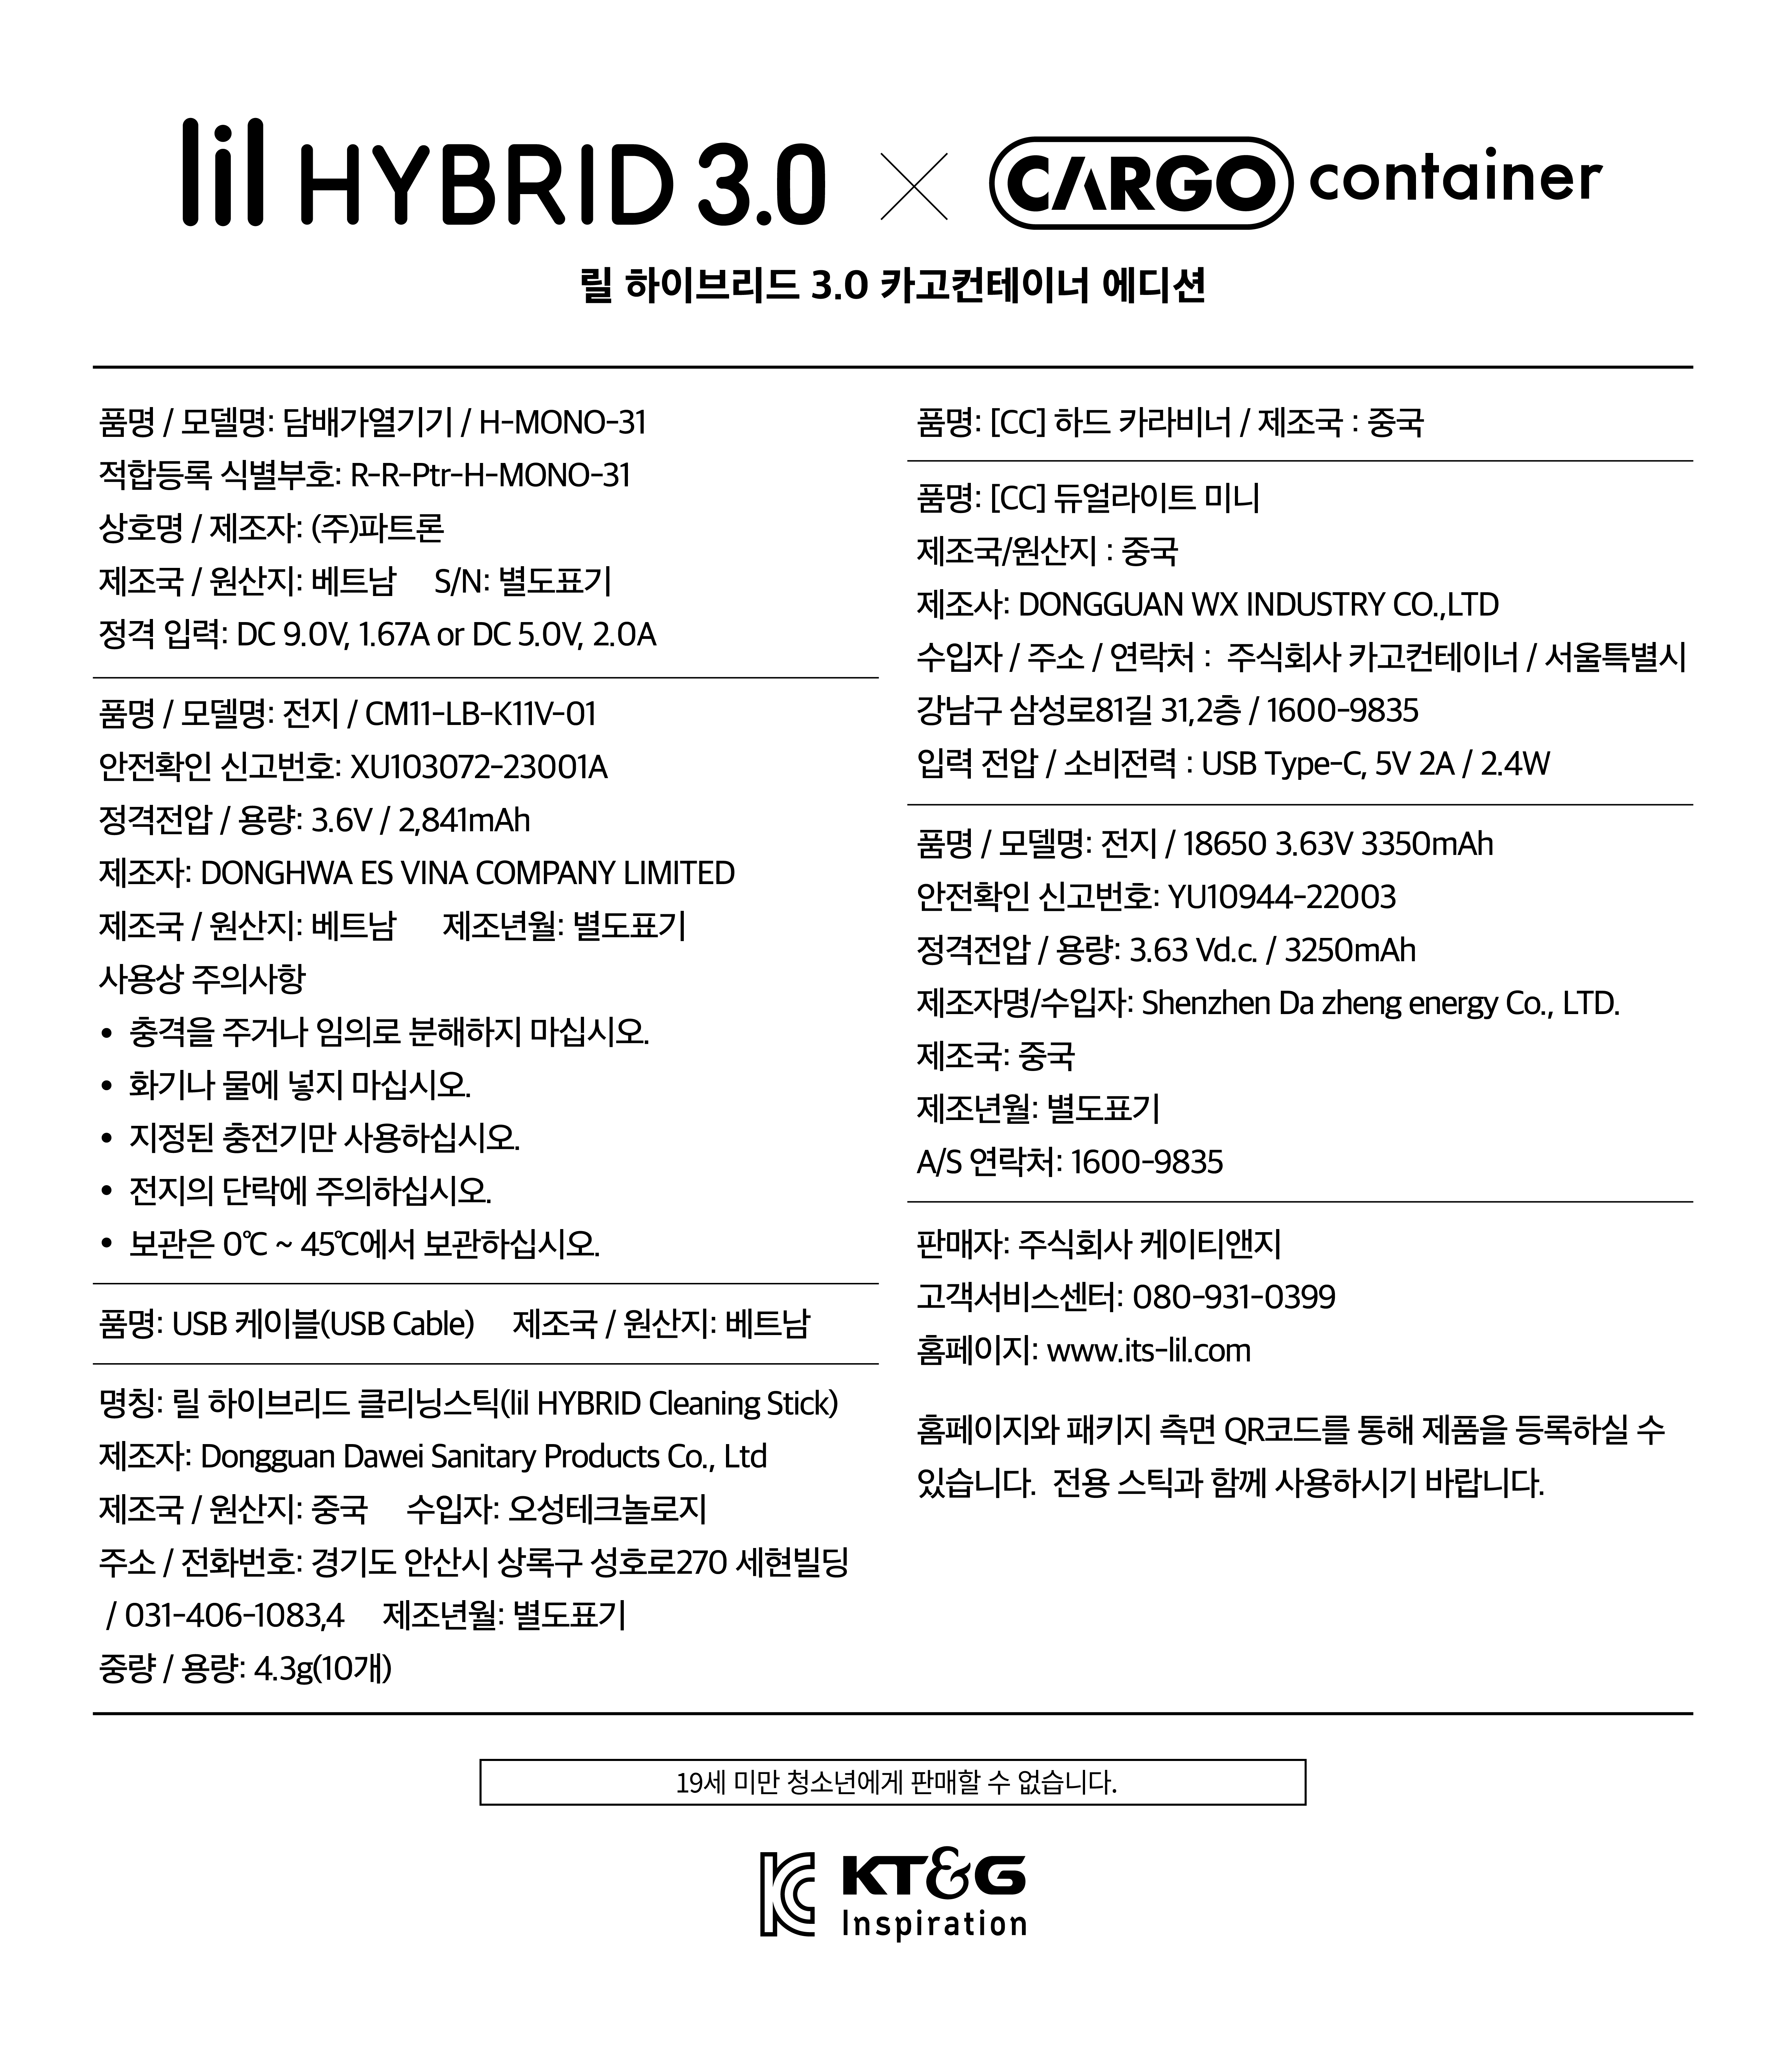 lil HYBRID 3.0 × CARGO container
릴 하이브리드 3.0 카고컨테이너 에디션
품명 / 모델명: 담배가열기기 / H-MONO-31
적합등록 식별부호: R-R-Ptr-H-MONO-31
상호명 / 제조자: (주)파트론
제조국 / 원산지: 베트남 S/N: 별도표기
정격 입력: DC 9.0V, 1.67A or DC 5.0V, 2.0A
품명 / 모델명: 전지 / CM11-LB-K11V-01
안전확인 신고번호: XU103072-23001A
정격전압 / 용량: 3.6V / 2,841mAh
제조자: DONGHWA ES VINA COMPANY LIMITED
제조국 / 원산지: 베트남 제조년월: 별도표기
사용상 주의사항
• 충격을 주거나 임의로 분해하지 마십시오.
• 화기나 물에 넣지 마십시오.
• 지정된 충전기만 사용하십시오.
• 전지의 단락에 주의하십시오.
• 보관은 0℃ ~ 45℃에서 보관하십시오.
품명: USB 케이블(USB Cable) 제조국 / 원산지: 베트남
명칭: 릴 하이브리드 클리닝스틱(lil HYBRID Cleaning Stick)
제조자: Dongguan Dawei Sanitary Products Co., Ltd
제조국 / 원산지: 중국 수입자: 오성테크놀로지
주소 / 전화번호: 경기도 안산시 상록구 성호로270 세현빌딩
/ 031-406-1083,4 제조년월: 별도표기
중량 / 용량: 4.3g(10개)
품명: [CC] 하드 카라비너 / 제조국 : 중국
품명: [CC] 듀얼라이트 미니
제조국/원산지 : 중국
제조사: DONGGUAN WX INDUSTRY CO.,LTD
수입자 / 주소 / 연락처 : 주식회사 카고컨테이너 / 서울특별시
강남구 삼성로81길 31,2층 / 1600-9835
입력 전압 / 소비전력 : USB Type-C, 5V 2A / 2.4W
품명 / 모델명: 전지 / 18650 3.63V 3350mAh
안전확인 신고번호: YU10944-22003
정격전압 / 용량: 3.63 Vd.c. / 3250mAh
제조자명/수입자: Shenzhen Da zheng energy Co., LTD.
제조국: 중국
제조년월: 별도표기
A/S 연락처: 1600-9835
판매자: 주식회사 케이티앤지
고객서비스센터: 080-931-0399
홈페이지: www.its-lil.com
홈페이지와 패키지 측면 QR코드를 통해 제품을 등록하실 수
있습니다. 전용 스틱과 함께 사용하시기 바랍니다.
19세 미만 청소년에게 판매할 수 없습니다.
KC KT&G
Inspiration